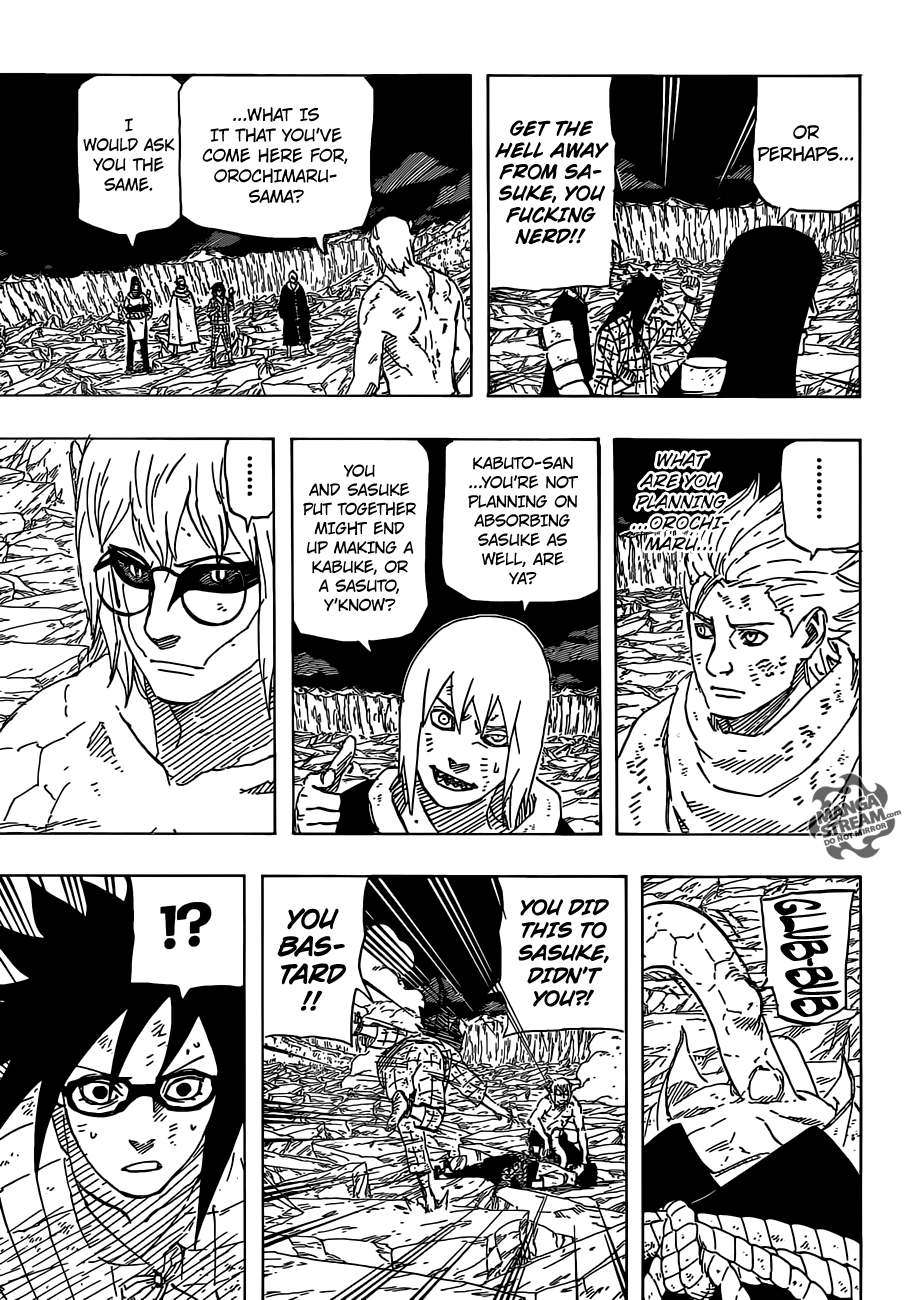 OR
PERHAPS...
GET THE
HELL AWAY
FROM SA-
SUKE, YOU
FUCKING
NERD!!
...WHAT IS
IT THAT YOU'VE
COME HERE FOR,
OROCHIMARU-
SAMA?
I
WOULD ASK
YOU THE
SAME.
........
WHAT
ARE YOU
PLANNING
...OROCHI-
MARU...
KABUTO-SAN
...YOU'RE NOT
PLANNING ON
ABSORBING
SASUKE AS
WELL, ARE
YA?
YOU
AND SASUKE
PUT TOGETHER
MIGHT END
UP MAKING A
KABUKE, OR
A SASUTO,
Y'KNOW?
........
MANGA
STREAM.com
DO NOT MIRROR
GLUB-BUB
YOU DID
THIS TO
SASUKE,
DIDN'T
YOU?!
YOU
BAS-
TARD
!!
!?